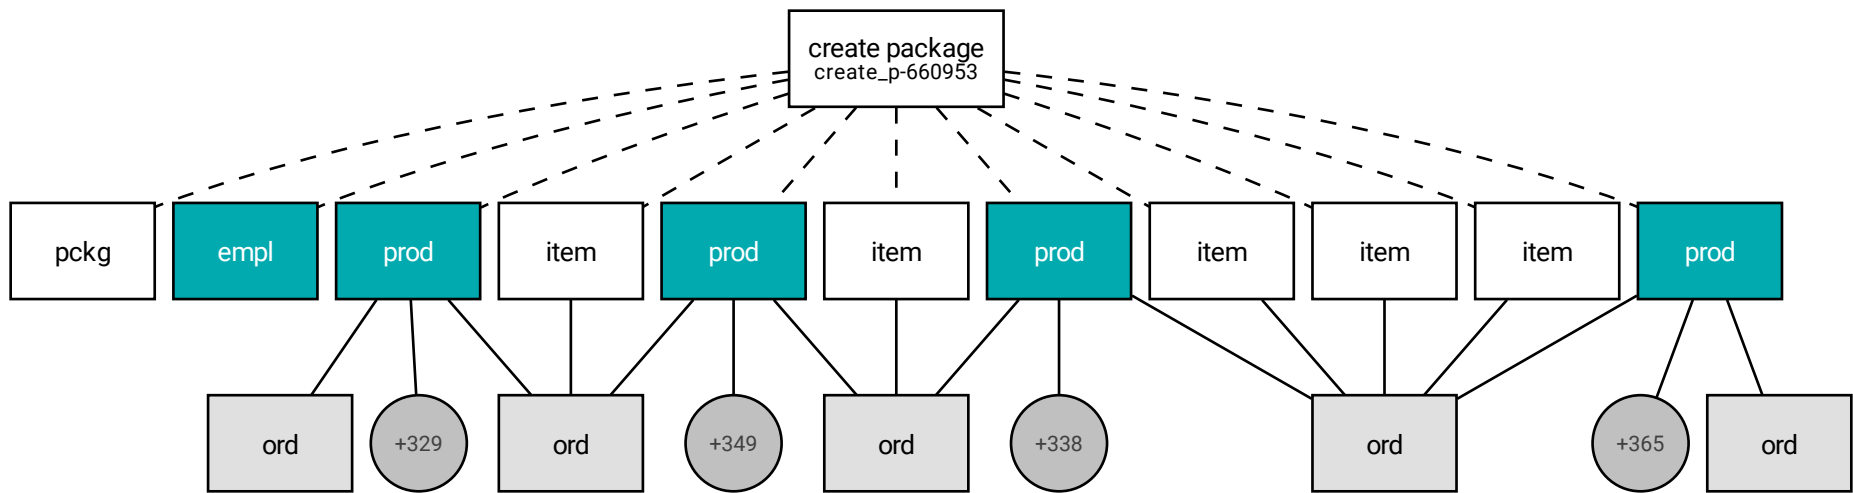 create package
create_p-660953
pckg
empl
prod
item
prod
item
prod
item
item
item
prod
ord
+329
ord
+349
ord
+338
ord
+365
ord